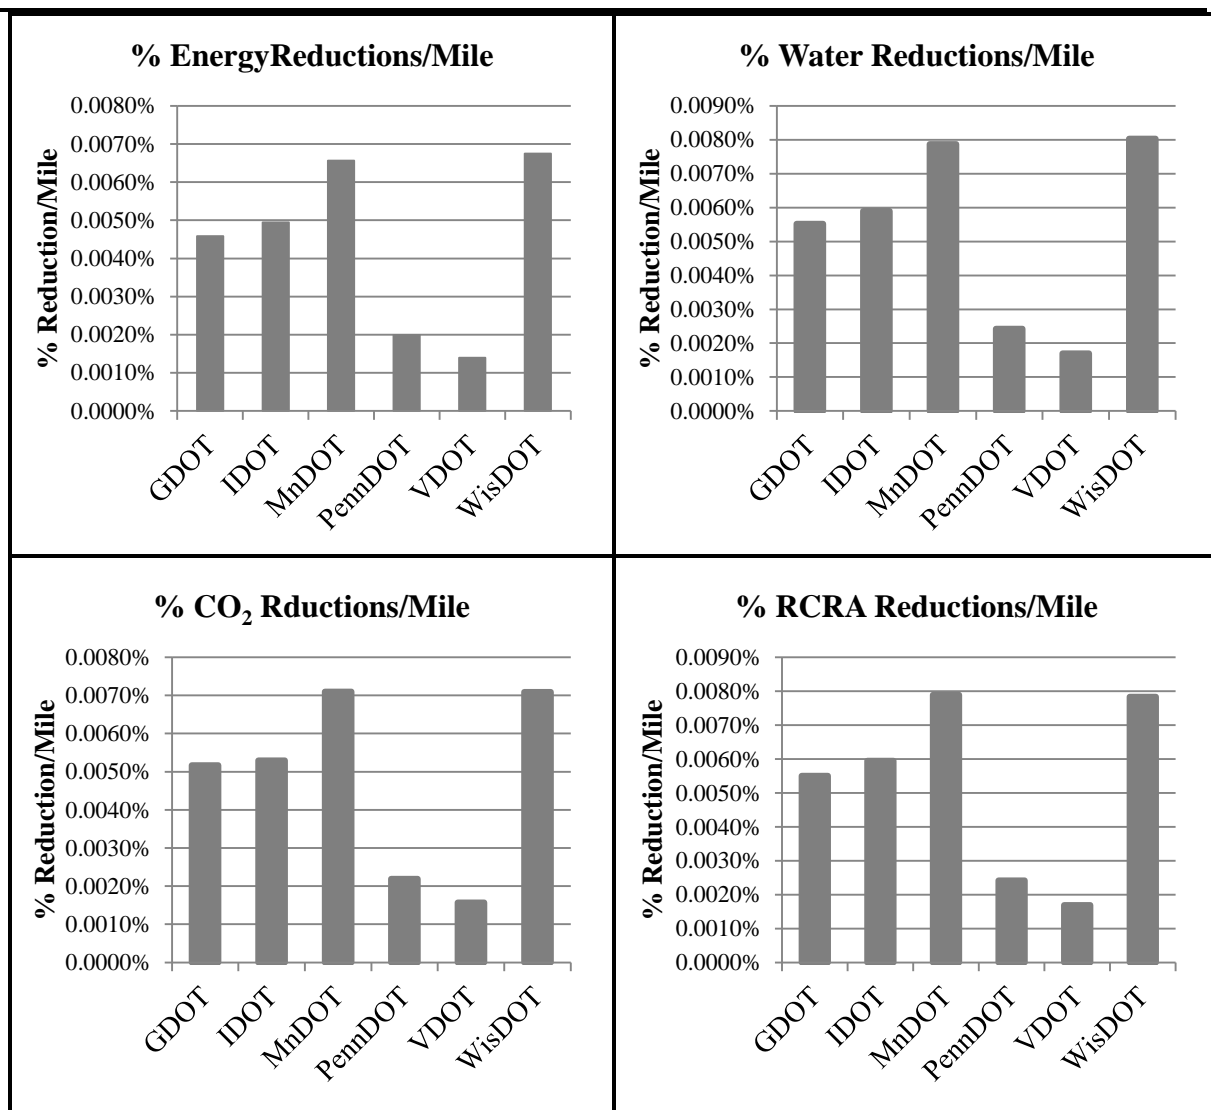 % EnergyReductions/Mile
% Reduction/Mile
0.0080%
0.0070%
0.0060%
0.0050%
0.0040%
0.0030%
0.0020%
0.0010%
0.0000%
GDOT
IDOT
MnDOT
PennDOT
VDOT
WisDOT
% Water Reductions/Mile
% Reduction/Mile
0.0090%
0.0080%
0.0070%
0.0060%
0.0050%
0.0040%
0.0030%
0.0020%
0.0010%
0.0000%
GDOT
IDOT
MnDOT
PennDOT
VDOT
WisDOT
% CO₂ Rductions/Mile
% Reduction/Mile
0.0080%
0.0070%
0.0060%
0.0050%
0.0040%
0.0030%
0.0020%
0.0010%
0.0000%
GDOT
IDOT
MnDOT
PennDOT
VDOT
WisDOT
% RCRA Reductions/Mile
% Reduction/Mile
0.0090%
0.0080%
0.0070%
0.0060%
0.0050%
0.0040%
0.0030%
0.0020%
0.0010%
0.0000%
GDOT
IDOT
MnDOT
PennDOT
VDOT
WisDOT